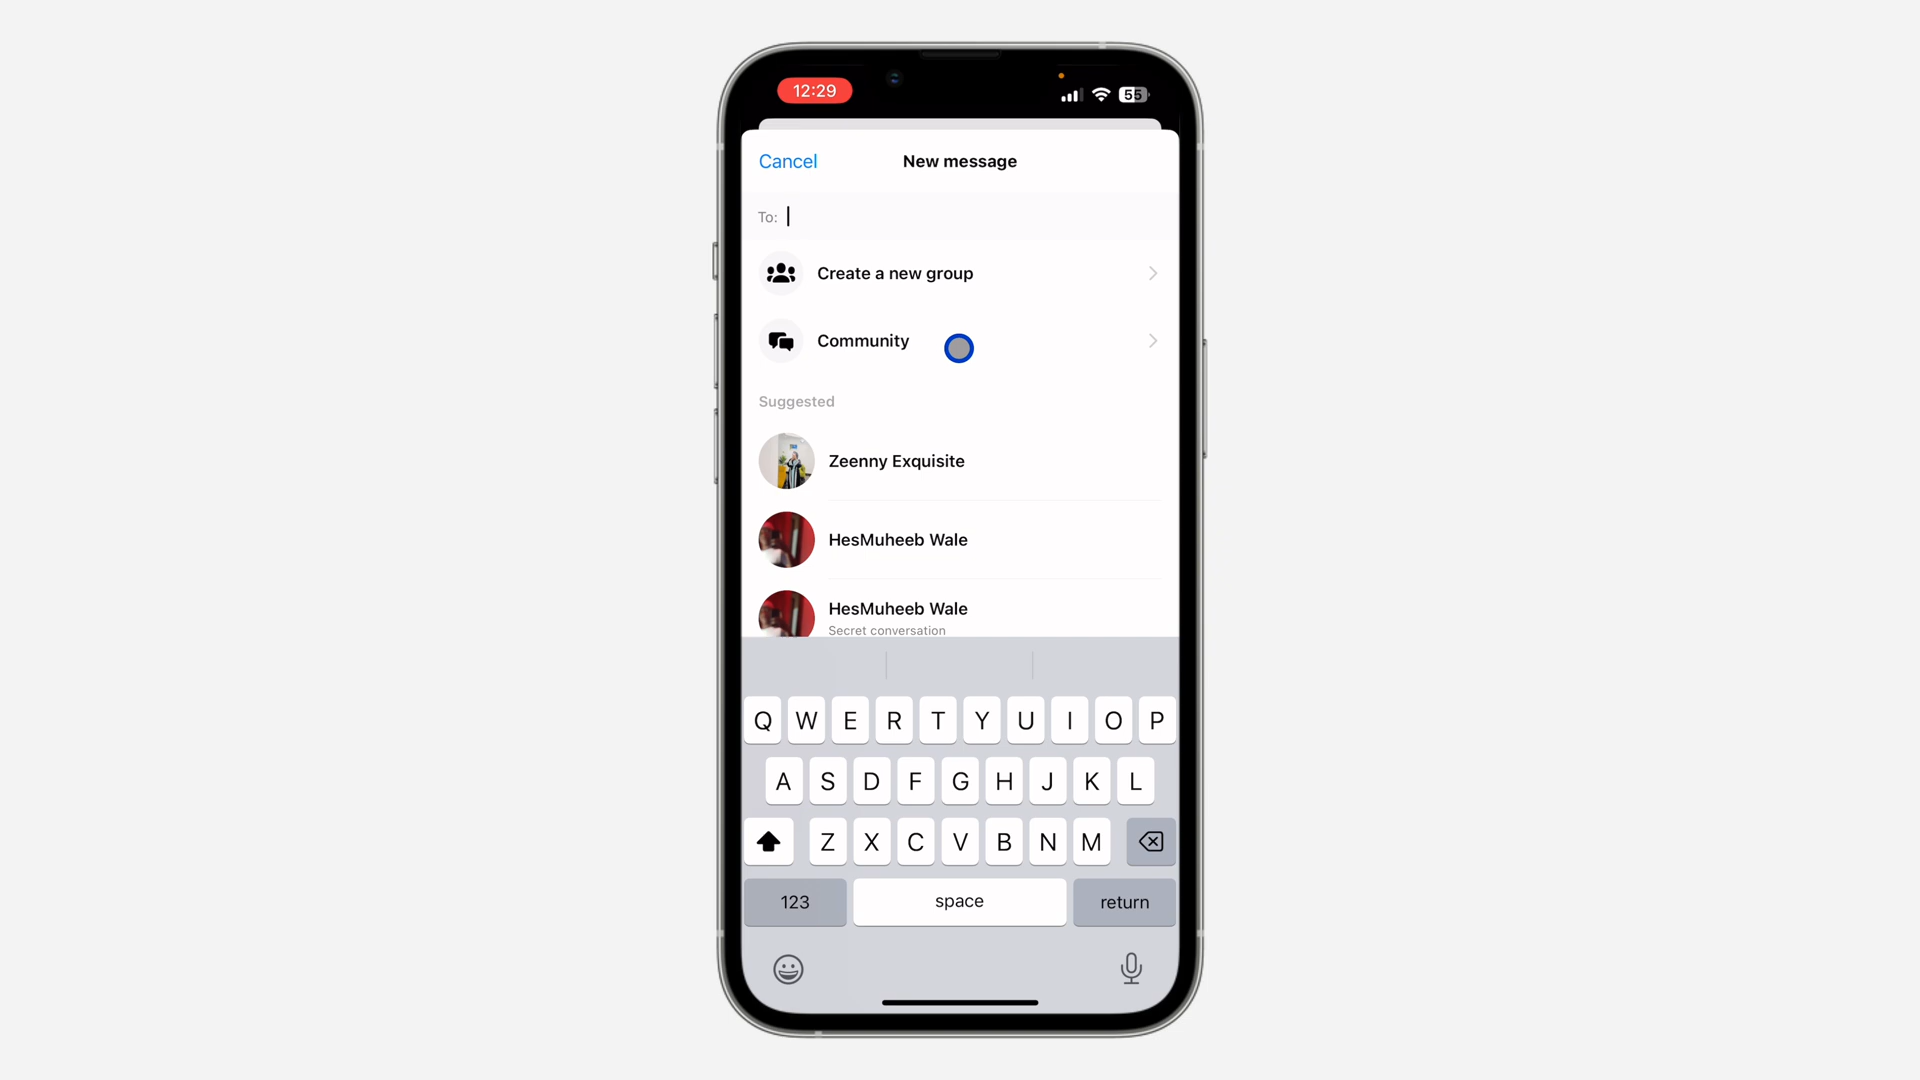 12:29
55
Cancel
New message
To:
Create a new group
Community
Suggested
Zeenny Exquisite
HesMuheeb Wale
HesMuheeb Wale
Secret conversation
Q W E R T Y U I O P
A S D F G H J K L
Z X C V B N M
123 space return